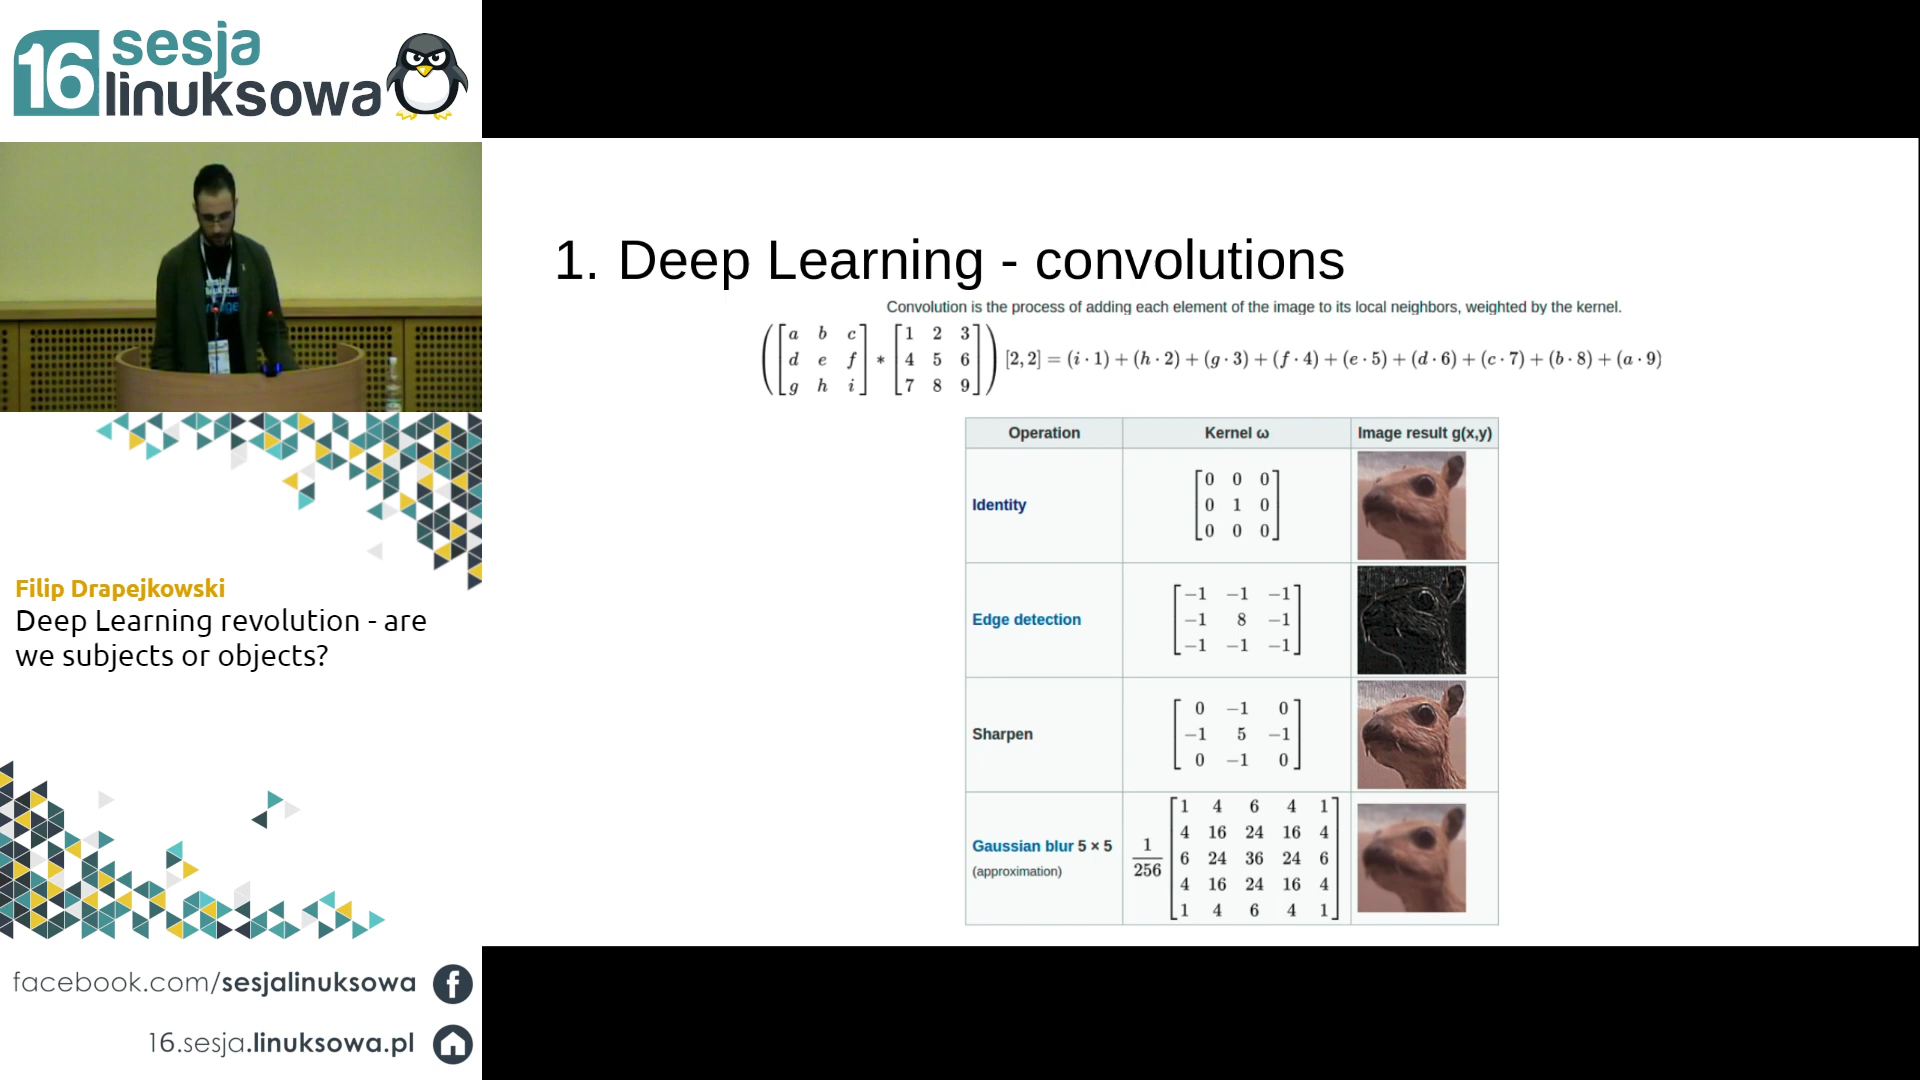 16 sesja
linuksowa
Filip Drapejkowski
Deep Learning revolution - are
we subjects or objects?
facebook.com/sesjalinuksowa
16.sesja.linuksowa.pl
1. Deep Learning - convolutions
Convolution is the process of adding each element of the image to its local neighbors, weighted by the kernel.
([a b c
d e f
g h i] * [1 2 3
4 5 6
7 8 9]) [2,2] = (i · 1) + (h · 2) + (g · 3) + (f · 4) + (e · 5) + (d · 6) + (c · 7) + (b · 8) + (a · 9)
Operation Kernel ω Image result g(x,y)
Identity
0 0 0
0 1 0
0 0 0
Edge detection
−1 −1 −1
−1 8 −1
−1 −1 −1
Sharpen
0 −1 0
−1 5 −1
0 −1 0
Gaussian blur 5 × 5
(approximation)
1
256
1 4 6 4 1
4 16 24 16 4
6 24 36 24 6
4 16 24 16 4
1 4 6 4 1